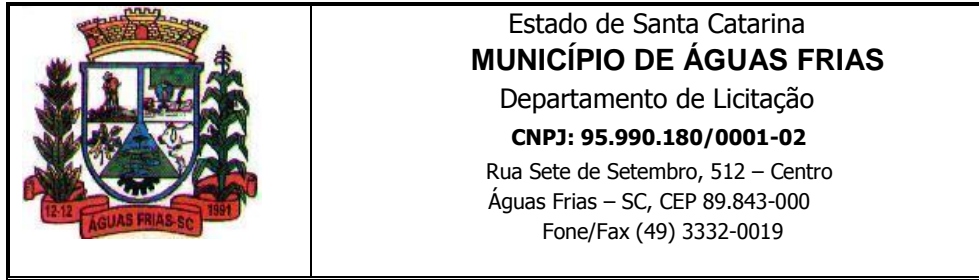 12-12
ÁGUAS FRIAS-SC
1991
Estado de Santa Catarina
MUNICÍPIO DE ÁGUAS FRIAS
Departamento de Licitação
CNPJ: 95.990.180/0001-02
Rua Sete de Setembro, 512 – Centro
Águas Frias – SC, CEP 89.843-000
Fone/Fax (49) 3332-0019